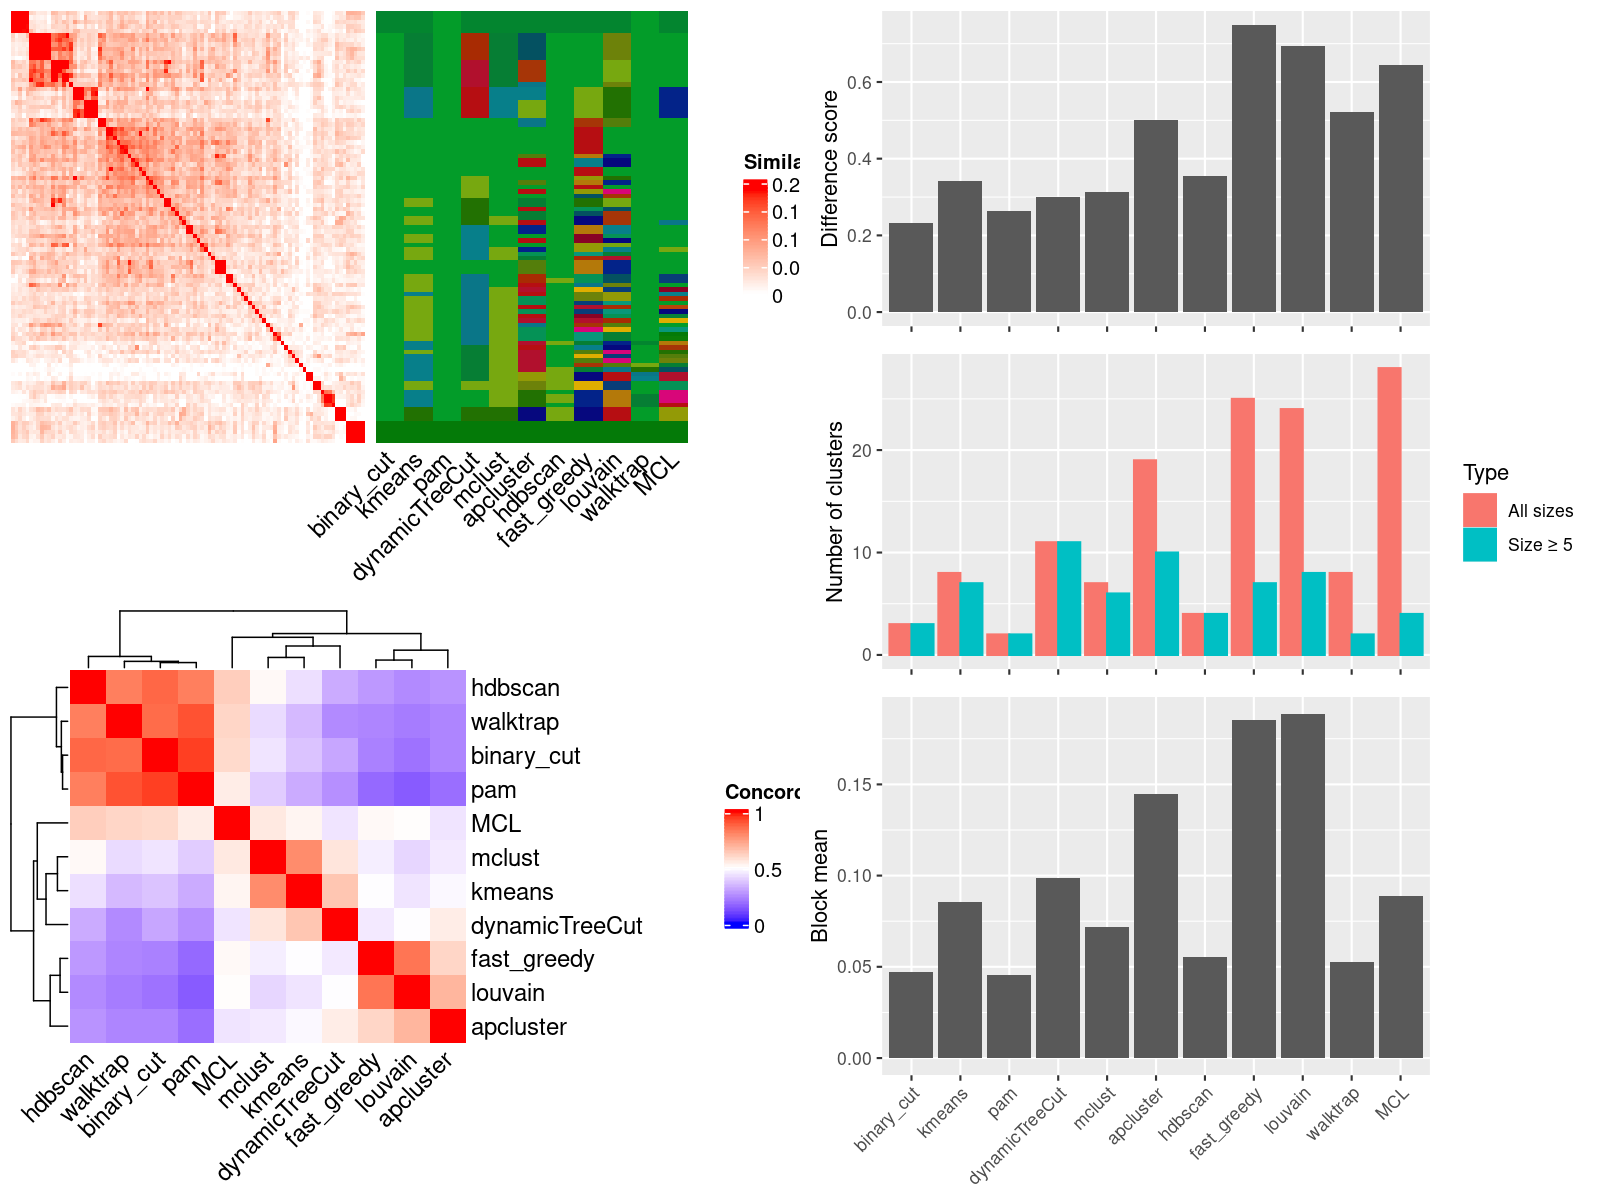 Simila
0.2
0.1
0.1
0.0
0
binary_cut
kmeans
pam
dynamicTreeCut
mclust
apcluster
hdbscan
fast_greedy
louvain
walktrap
MCL
Difference score
0.6
0.4
0.2
0.0
Number of clusters
20
10
0
Type
All sizes
Size ≥ 5
hdbscan
walktrap
binary_cut
pam
MCL
mclust
kmeans
dynamicTreeCut
fast_greedy
louvain
apcluster
hdbscan
walktrap
binary_cut
pam
MCL
mclust
kmeans
dynamicTreeCut
fast_greedy
louvain
apcluster
Concord
1
0.5
0
Block mean
0.15
0.10
0.05
0.00
binary_cut
kmeans
pam
dynamicTreeCut
mclust
apcluster
hdbscan
fast_greedy
louvain
walktrap
MCL